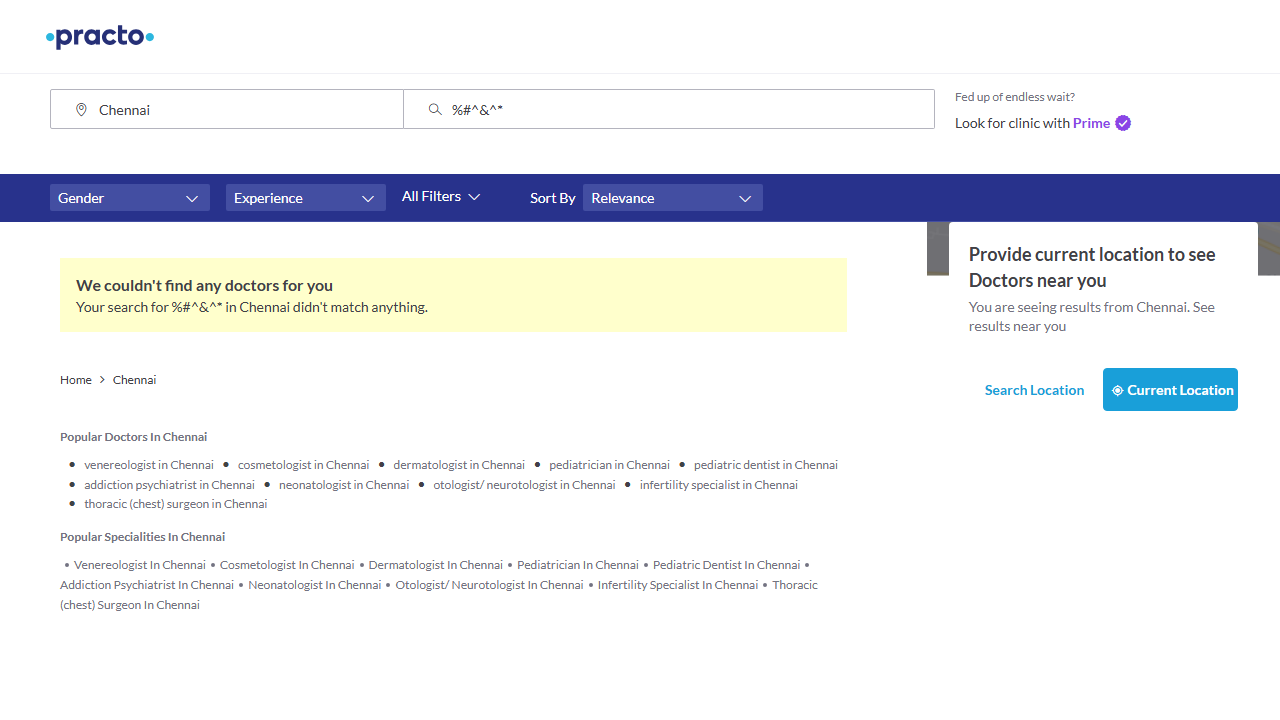 practo
Chennai
%#^&^*
Fed up of endless wait?
Look for clinic with Prime
Gender
Experience
All Filters
Sort By
Relevance
We couldn't find any doctors for you
Your search for %#^&^* in Chennai didn't match anything.
Provide current location to see
Doctors near you
You are seeing results from Chennai. See
results near you
Search Location
Current Location
Home > Chennai
Popular Doctors In Chennai
• venereologist in Chennai • cosmetologist in Chennai • dermatologist in Chennai • pediatrician in Chennai • pediatric dentist in Chennai
• addiction psychiatrist in Chennai • neonatologist in Chennai • otologist/ neurotologist in Chennai • infertility specialist in Chennai
• thoracic (chest) surgeon in Chennai
Popular Specialities In Chennai
• Venereologist In Chennai • Cosmetologist In Chennai • Dermatologist In Chennai • Pediatrician In Chennai • Pediatric Dentist In Chennai •
Addiction Psychiatrist In Chennai • Neonatologist In Chennai • Otologist/ Neurotologist In Chennai • Infertility Specialist In Chennai • Thoracic
(chest) Surgeon In Chennai